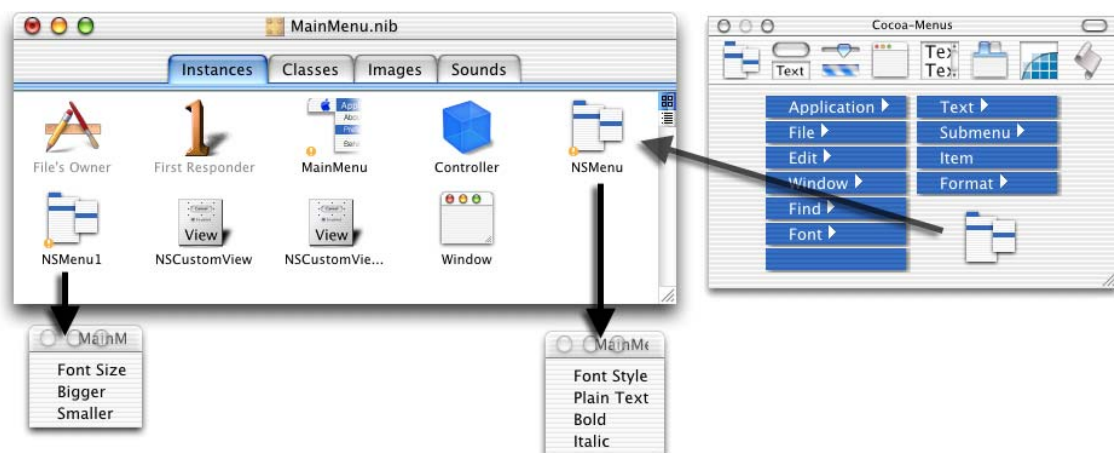 MainMenu.nib
Instances Classes Images Sounds
File's Owner First Responder MainMenu Controller NSMenu
View View
NSMenu1 NSCustomView NSCustomVie... Window
MainM
Font Size
Bigger
Smaller
MainMe
Font Style
Plain Text
Bold
Italic
Cocoa-Menus
Text
Tex
Tex
Application Text
File Submenu
Edit Item
Window Format
Find
Font